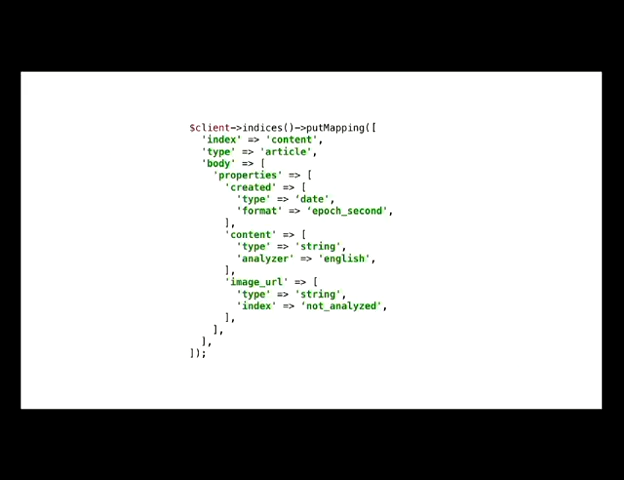 $client->indices()->putMapping([
'index' => 'content',
'type' => 'article',
'body' => [
'properties' => [
'created' => [
'type' => 'date',
'format' => 'epoch_second',
],
'content' => [
'type' => 'string',
'analyzer' => 'english',
],
'image_url' => [
'type' => 'string',
'index' => 'not_analyzed',
],
],
],
]);